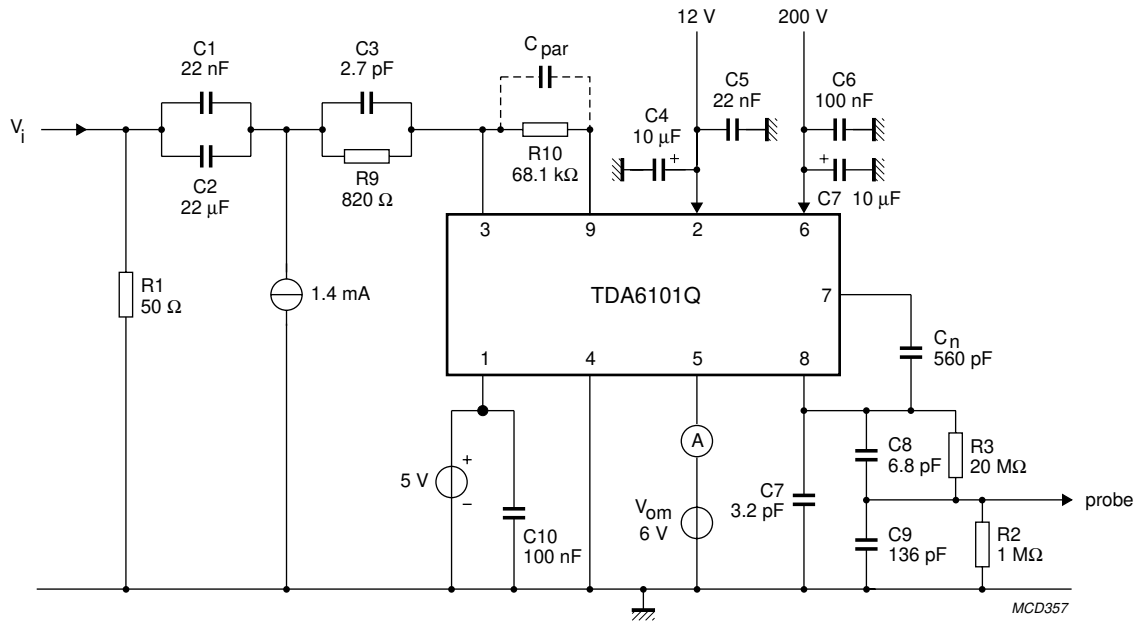 12 V
200 V
C1
22 nF
C3
2.7 pF
C par
C5
22 nF
C6
100 nF
C4
10 μF
+
V i
C2
22 μF
R9
820 Ω
R10
68.1 kΩ
+
C7 10 μF
3
9
2
6
R1
50 Ω
1.4 mA
TDA6101Q
7
C n
560 pF
1
4
5
8
5 V
+
−
A
C8
6.8 pF
R3
20 MΩ
probe
C10
100 nF
V om
6 V
C7
3.2 pF
C9
136 pF
R2
1 MΩ
MCD357